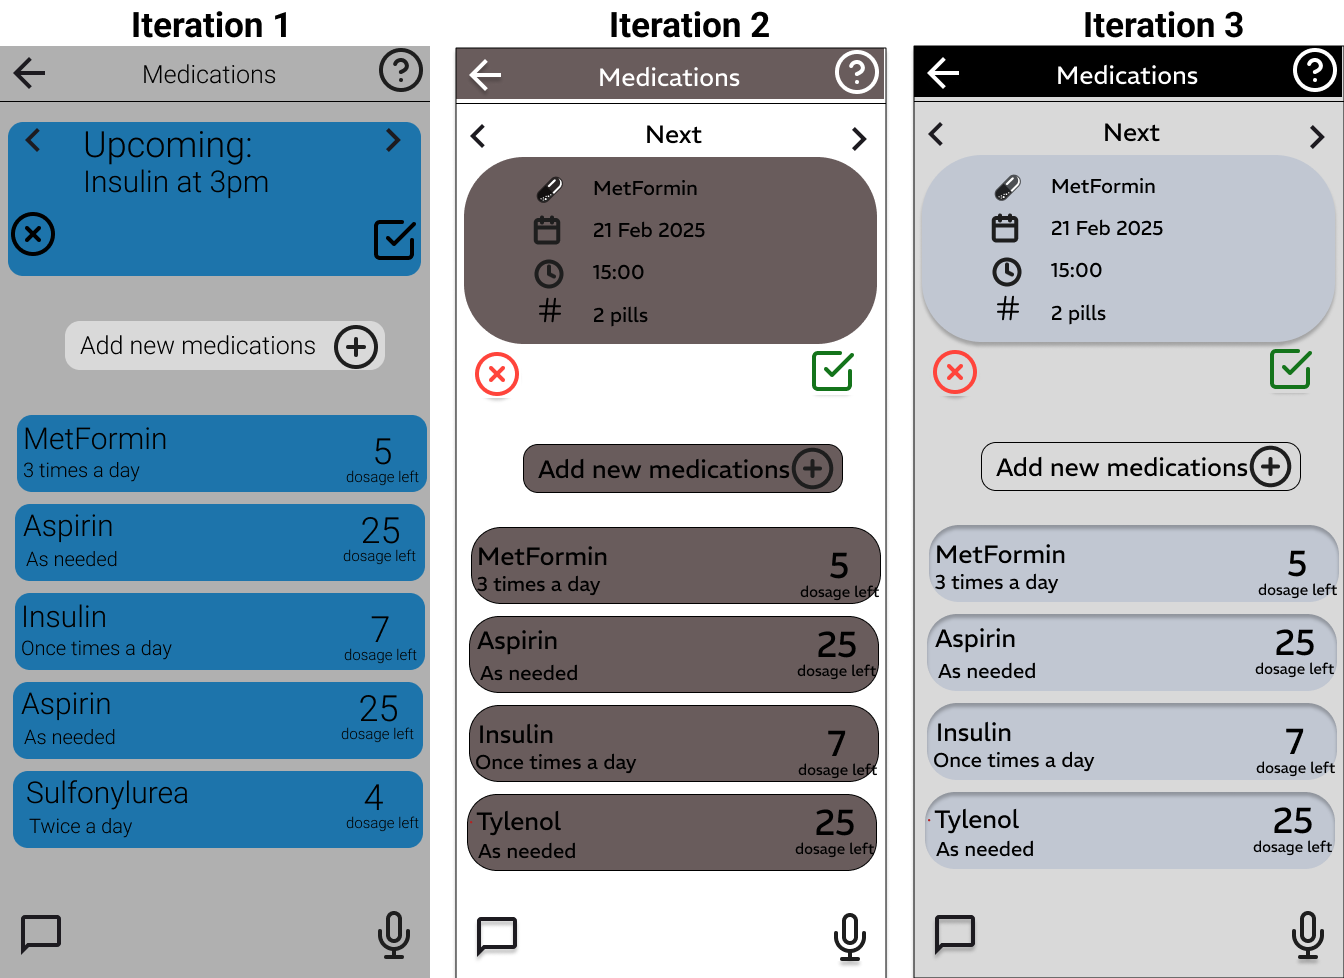 Iteration 1
Medications
?
Upcoming:
Insulin at 3pm
Add new medications
MetFormin
3 times a day
5
dosage left
Aspirin
As needed
25
dosage left
Insulin
Once times a day
7
dosage left
Aspirin
As needed
25
dosage left
Sulfonylurea
Twice a day
4
dosage left
Iteration 2
Medications
?
Next
MetFormin
21 Feb 2025
15:00
# 2 pills
Add new medications
MetFormin
3 times a day
5
dosage left
Aspirin
As needed
25
dosage left
Insulin
Once times a day
7
dosage left
Tylenol
As needed
25
dosage left
Iteration 3
Medications
?
Next
MetFormin
21 Feb 2025
15:00
# 2 pills
Add new medications
MetFormin
3 times a day
5
dosage left
Aspirin
As needed
25
dosage left
Insulin
Once times a day
7
dosage left
Tylenol
As needed
25
dosage left